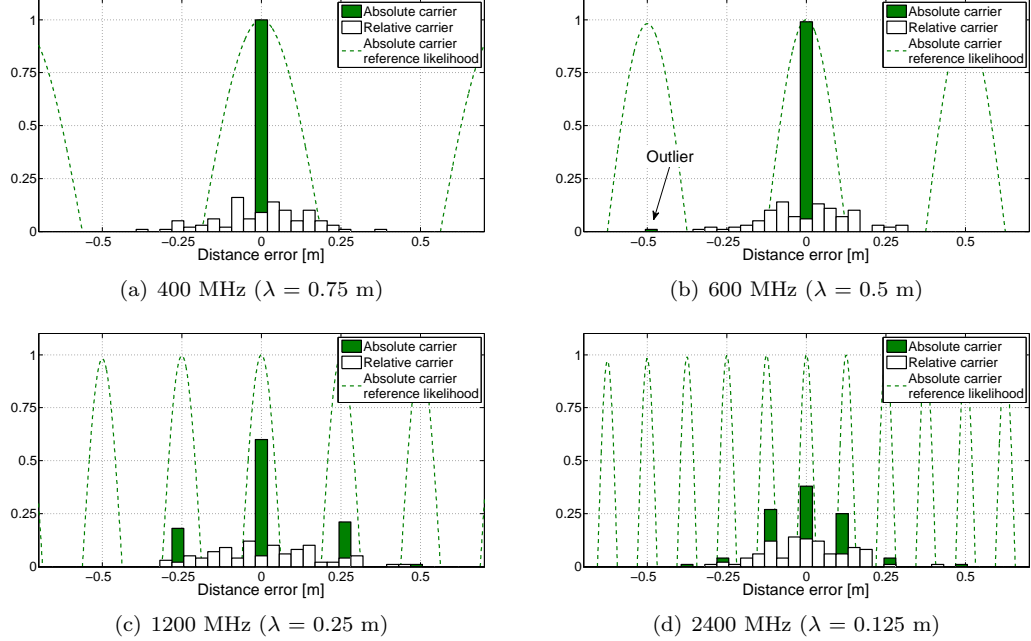 1
0.75
0.5
0.25
0
−0.5
−0.25
0
0.25
0.5
Distance error [m]
Absolute carrier
Relative carrier
Absolute carrier
reference likelihood
(a) 400 MHz (λ = 0.75 m)
1
0.75
0.5
0.25
0
−0.5
−0.25
0
0.25
0.5
Distance error [m]
Absolute carrier
Relative carrier
Absolute carrier
reference likelihood
Outlier
(b) 600 MHz (λ = 0.5 m)
1
0.75
0.5
0.25
0
−0.5
−0.25
0
0.25
0.5
Distance error [m]
Absolute carrier
Relative carrier
Absolute carrier
reference likelihood
(c) 1200 MHz (λ = 0.25 m)
1
0.75
0.5
0.25
0
−0.5
−0.25
0
0.25
0.5
Distance error [m]
Absolute carrier
Relative carrier
Absolute carrier
reference likelihood
(d) 2400 MHz (λ = 0.125 m)